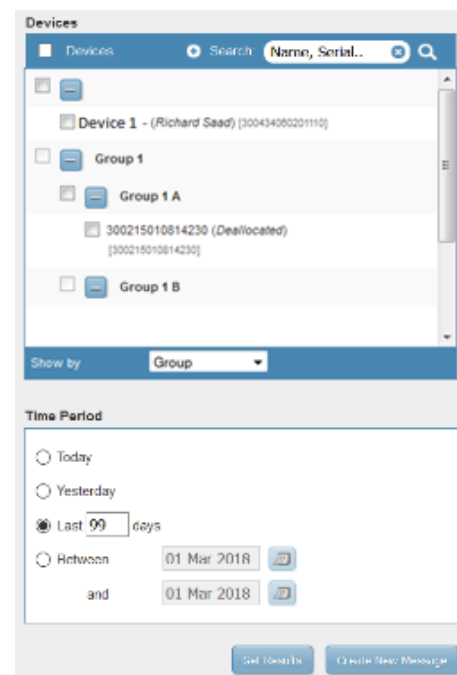 Devices
Devices Search: Name, Serial..
Device 1 - (Richard Saad) [300434060201110]
Group 1
Group 1 A
300215010814230 (Deallocated)
[300215010814230]
Group 1 B
Show by Group
Time Period
Today
Yesterday
Last 99 days
Between 01 Mar 2018
and 01 Mar 2018
Get Results Create New Message